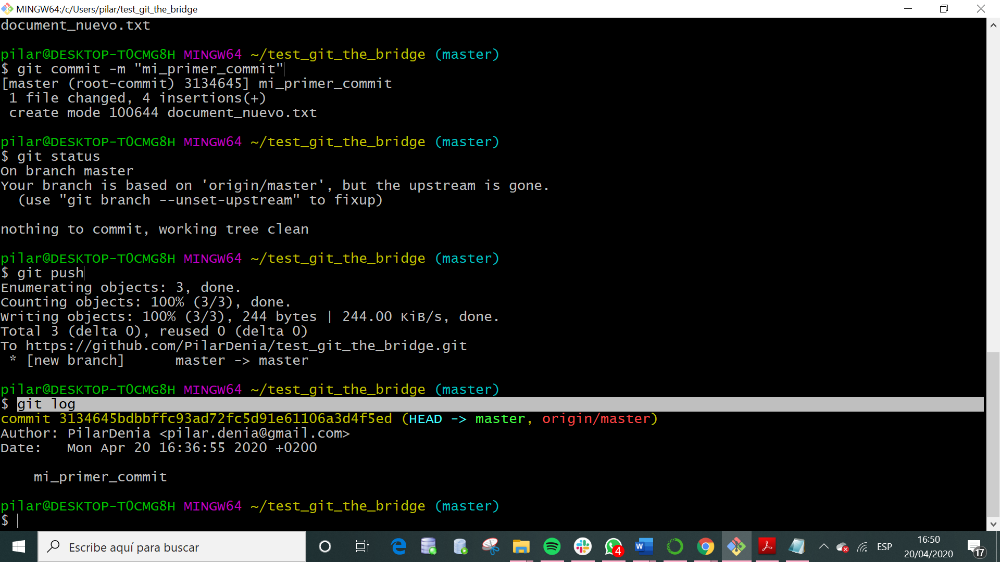 MINGW64:/c/Users/pilar/test_git_the_bridge
document_nuevo.txt
pilar@DESKTOP-T0CMG8H MINGW64 ~/test_git_the_bridge (master)
$ git commit -m "mi_primer_commit"
[master (root-commit) 3134645] mi_primer_commit
 1 file changed, 4 insertions(+)
 create mode 100644 document_nuevo.txt
pilar@DESKTOP-T0CMG8H MINGW64 ~/test_git_the_bridge (master)
$ git status
On branch master
Your branch is based on 'origin/master', but the upstream is gone.
  (use "git branch --unset-upstream" to fixup)
nothing to commit, working tree clean
pilar@DESKTOP-T0CMG8H MINGW64 ~/test_git_the_bridge (master)
$ git push
Enumerating objects: 3, done.
Counting objects: 100% (3/3), done.
Writing objects: 100% (3/3), 244 bytes | 244.00 KiB/s, done.
Total 3 (delta 0), reused 0 (delta 0)
To https://github.com/PilarDenia/test_git_the_bridge.git
 * [new branch]      master -> master
pilar@DESKTOP-T0CMG8H MINGW64 ~/test_git_the_bridge (master)
$ git log
commit 3134645bdbbffc93ad72fc5d91e61106a3d4f5ed (HEAD -> master, origin/master)
Author: PilarDenia <pilar.denia@gmail.com>
Date:   Mon Apr 20 16:36:55 2020 +0200
    mi_primer_commit
pilar@DESKTOP-T0CMG8H MINGW64 ~/test_git_the_bridge (master)
$
Escribe aquí para buscar
4
W
ESP
16:50
20/04/2020
17